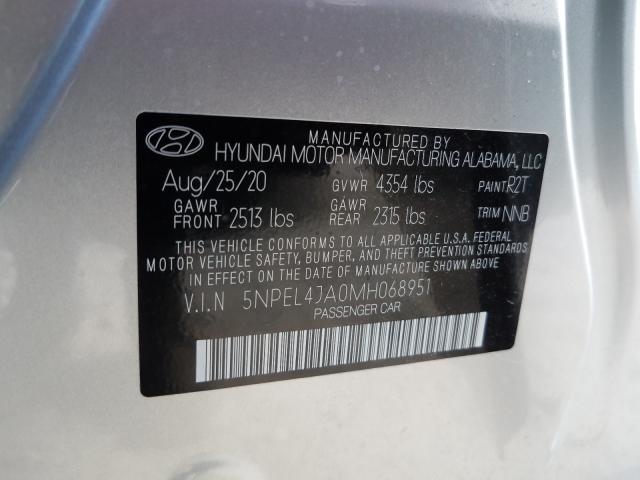 MANUFACTURED BY
HYUNDAI MOTOR MANUFACTURING ALABAMA, LLC
Aug/25/20 GVWR 4354 lbs PAINT R2T
GAWR FRONT 2513 lbs GAWR REAR 2315 lbs TRIM NNB
THIS VEHICLE CONFORMS TO ALL APPLICABLE U.S.A. FEDERAL
MOTOR VEHICLE SAFETY, BUMPER, AND THEFT PREVENTION STANDARDS
IN EFFECT ON THE DATE OF MANUFACTURE SHOWN ABOVE.
V.I.N 5NPEL4JA0MH068951
PASSENGER CAR